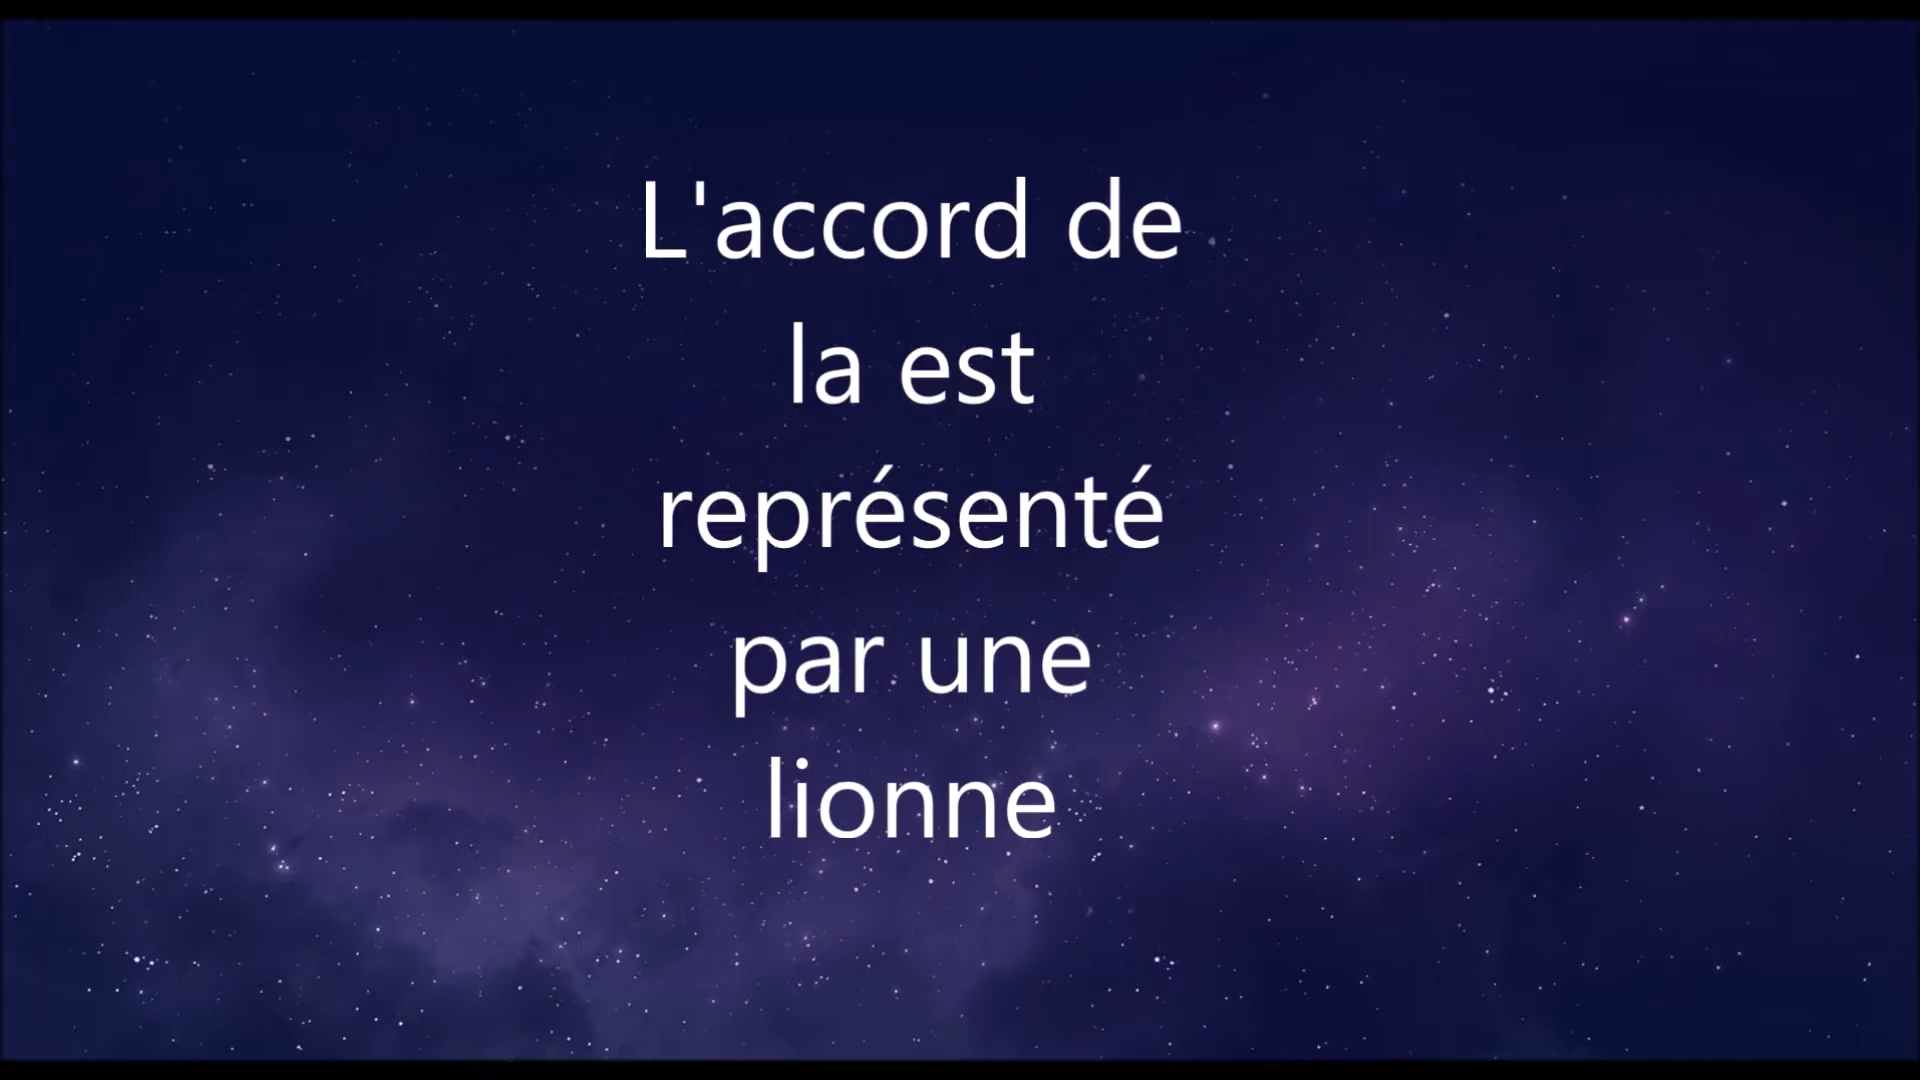 L'accord de
la est
représenté
par une
lionne